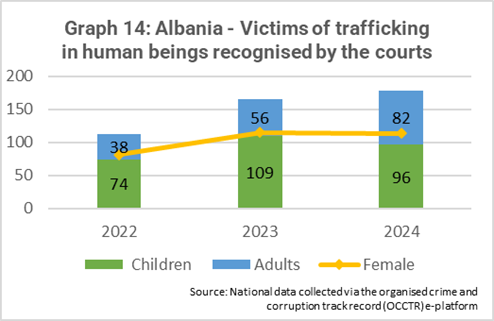 Graph 14: Albania - Victims of trafficking
in human beings recognised by the courts
200
150
100
50
0
38
74
56
109
82
96
2022
2023
2024
Children
Adults
Female
Source: National data collected via the organised crime and
corruption track record (OCCTR) e-platform